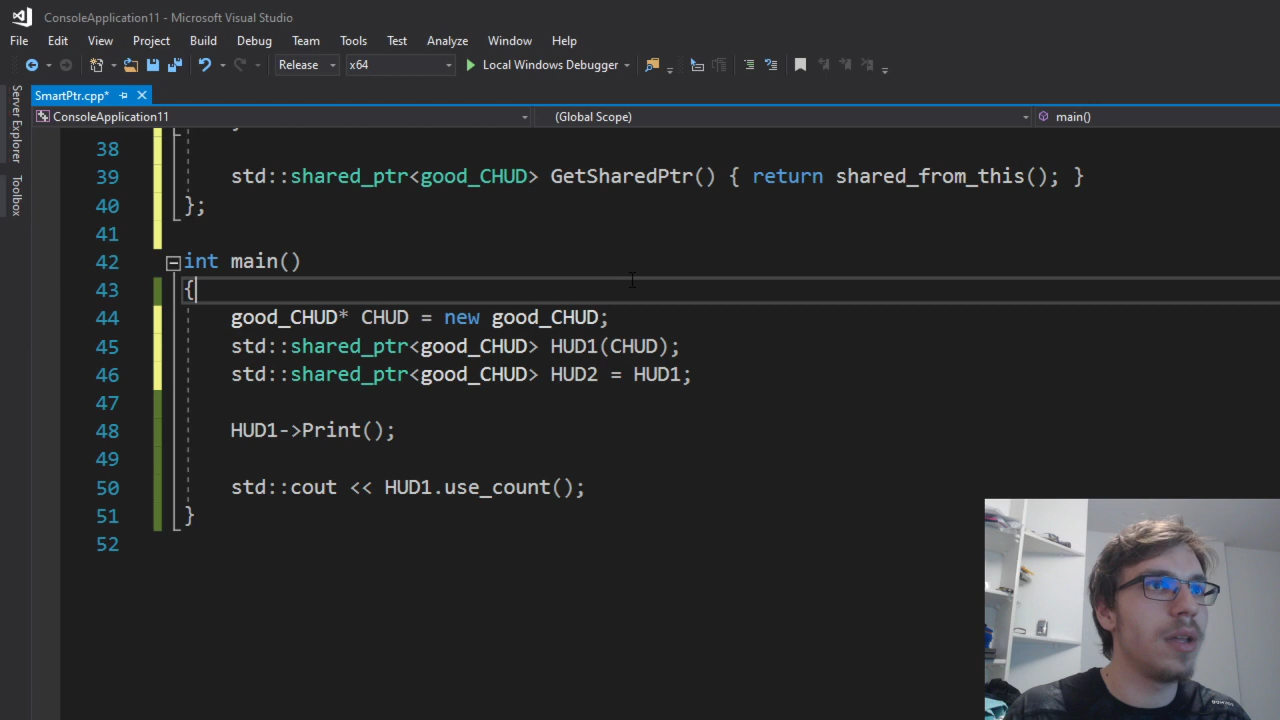 ConsoleApplication11 - Microsoft Visual Studio
File Edit View Project Build Debug Team Tools Test Analyze Window Help
Release x64 Local Windows Debugger
SmartPtr.cpp*
ConsoleApplication11 (Global Scope) main()
Server Explorer
Toolbox
38
39 std::shared_ptr<good_CHUD> GetSharedPtr() { return shared_from_this(); }
40 };
41
42 int main()
43 {
44 good_CHUD* CHUD = new good_CHUD;
45 std::shared_ptr<good_CHUD> HUD1(CHUD);
46 std::shared_ptr<good_CHUD> HUD2 = HUD1;
47
48 HUD1->Print();
49
50 std::cout << HUD1.use_count();
51 }
52